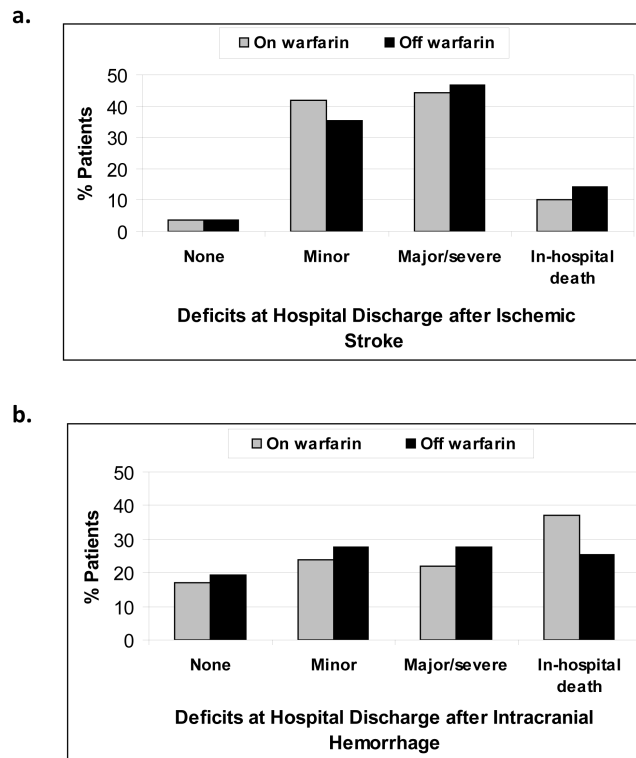 a.
On warfarin Off warfarin
50
40
30
20
10
0
% Patients
None Minor Major/severe In-hospital
death
Deficits at Hospital Discharge after Ischemic
Stroke
b.
On warfarin Off warfarin
50
40
30
20
10
0
% Patients
None Minor Major/severe In-hospital
death
Deficits at Hospital Discharge after Intracranial
Hemorrhage